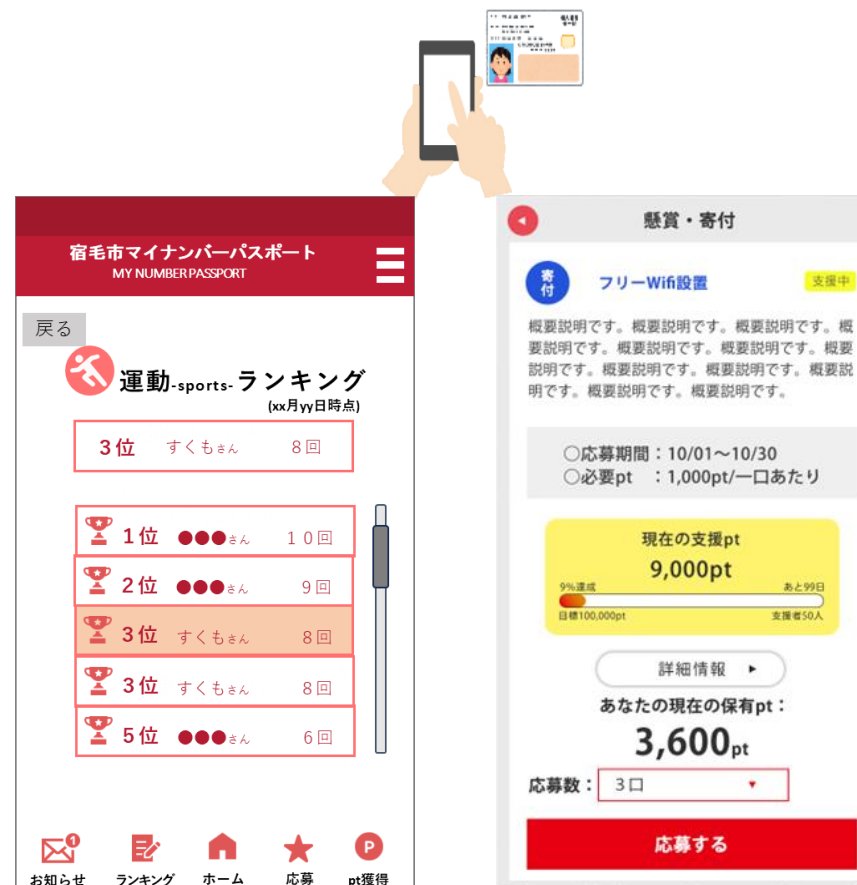 宿毛市マイナンバーパスポート
MY NUMBER PASSPORT
戻る
運動-sports-ランキング
(xx月yy日時点)
3位 すくもさん 8回
1位 ●●●さん 10回
2位 ●●●さん 9回
3位 すくもさん 8回
3位 すくもさん 8回
5位 ●●●さん 6回
1
お知らせ ランキング ホーム 応募 P pt獲得
懸賞・寄付
寄付 フリーWifi設置 支援中
概要説明です。概要説明です。概要説明です。概
要説明です。概要説明です。概要説明です。概要
説明です。概要説明です。概要説明です。概要説
明です。概要説明です。概要説明です。
○応募期間：10/01～10/30
○必要pt ：1,000pt/一口あたり
現在の支援pt
9,000pt
9%達成 あと99日
目標100,000pt 支援者50人
詳細情報 ▶
あなたの現在の保有pt：
3,600pt
応募数： 3口 ▼
応募する